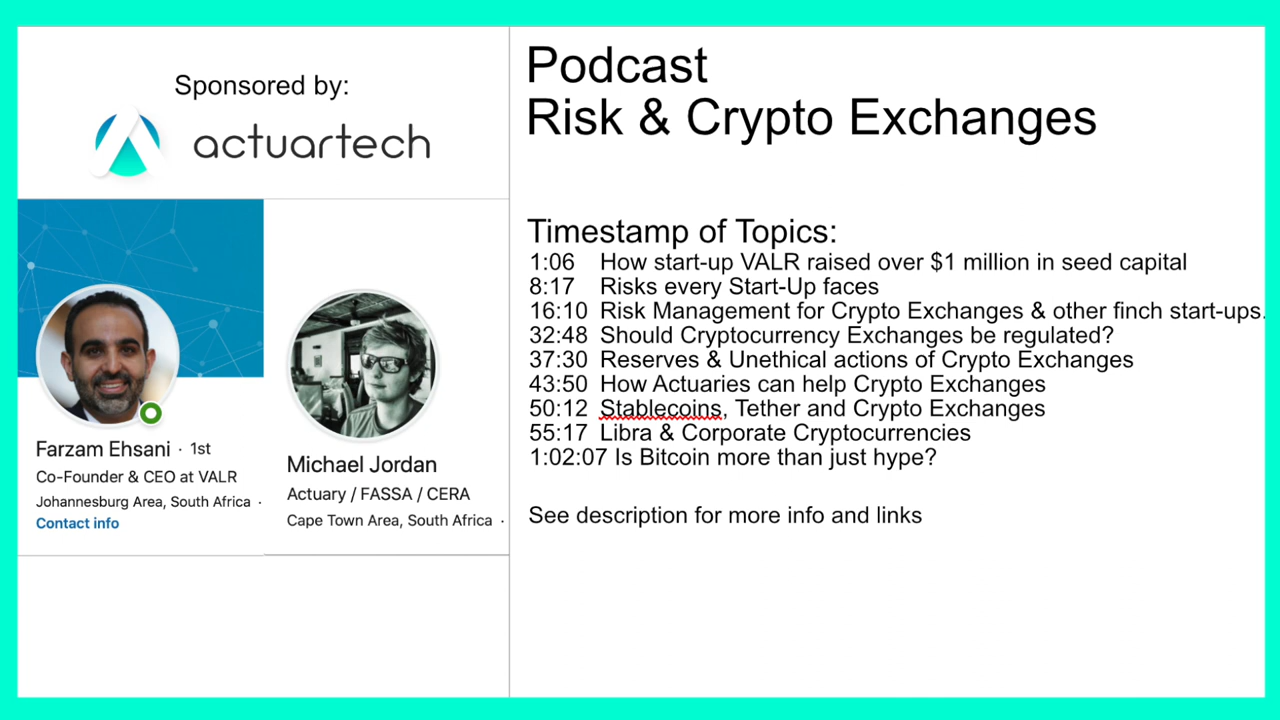 Sponsored by:
actuartech
Farzam Ehsani · 1st
Co-Founder & CEO at VALR
Johannesburg Area, South Africa ·
Contact info
Michael Jordan
Actuary / FASSA / CERA
Cape Town Area, South Africa ·
Podcast
Risk & Crypto Exchanges
Timestamp of Topics:
1:06 How start-up VALR raised over $1 million in seed capital
8:17 Risks every Start-Up faces
16:10 Risk Management for Crypto Exchanges & other finch start-ups.
32:48 Should Cryptocurrency Exchanges be regulated?
37:30 Reserves & Unethical actions of Crypto Exchanges
43:50 How Actuaries can help Crypto Exchanges
50:12 Stablecoins, Tether and Crypto Exchanges
55:17 Libra & Corporate Cryptocurrencies
1:02:07 Is Bitcoin more than just hype?
See description for more info and links